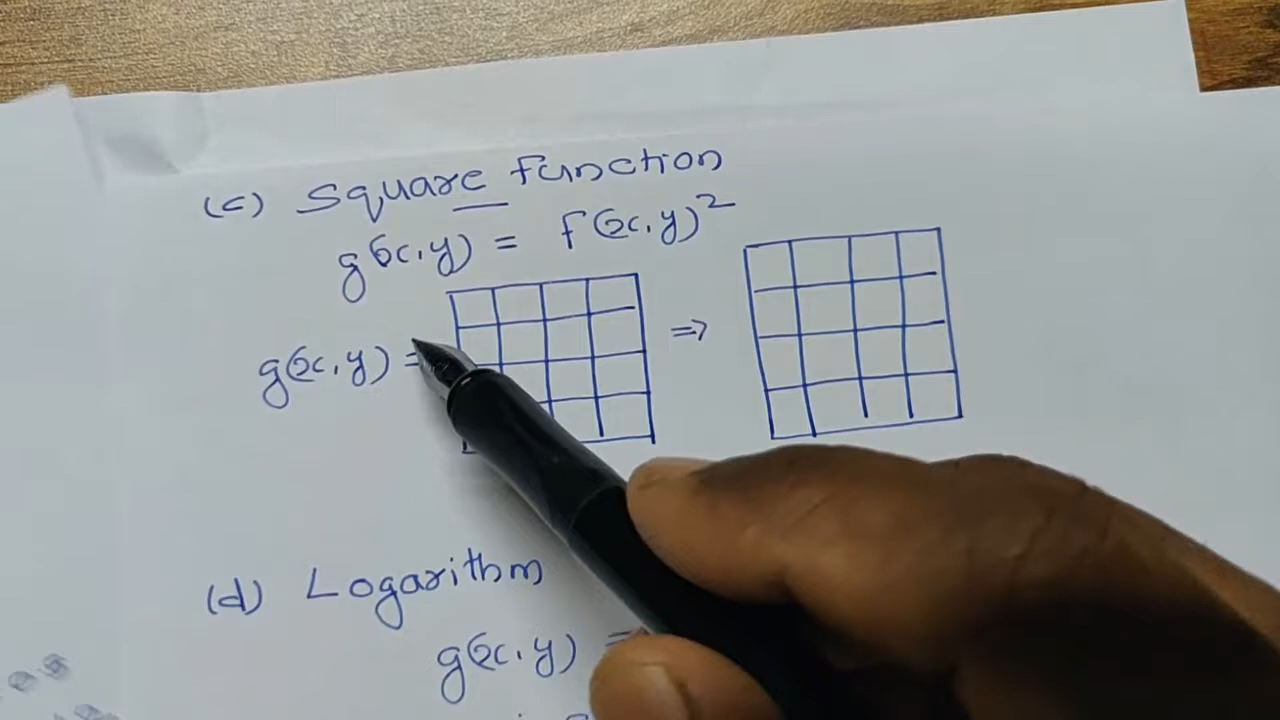 (c) Square Function
g(x,y) = f(x,y)²
g(x,y) = ⇒
(d) Logarithm
g(x,y) =